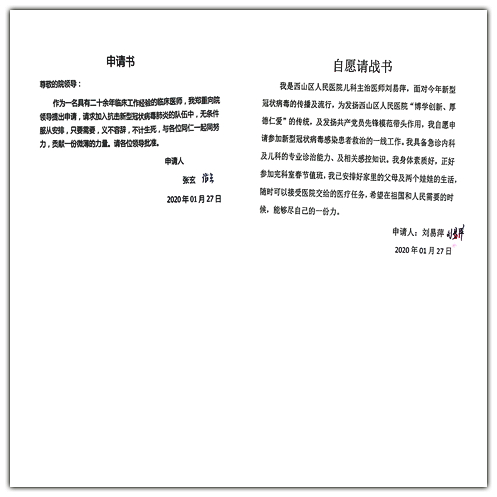 申请书
尊敬的院领导：
作为一名具有二十余年临床工作经验的临床医师，我郑重向院
领导提出申请，请求加入抗击新型冠状病毒肺炎的队伍中，无条件
服从安排，只要需要，义不容辞，不计生死，与各位同仁一起同努
力，贡献一份微薄的力量。请各位领导批准。
申请人
张玄
2020 年 01 月 27 日
自愿请战书
我是西山区人民医院儿科主治医师刘易萍，面对今年新型
冠状病毒的传播及流行，为发扬西山区人民医院“博学创新、厚
德仁爱”的传统，及发扬共产党员先锋模范带头作用，我自愿申
请参加新型冠状病毒感染患者救治的一线工作。我具备急诊内科
及儿科的专业诊治能力、及相关感控知识。我身体素质好，正好
参加完科室春节值班，我已安排好家里的父母及两个娃娃的生活，
随时可以接受医院交给的医疗任务，希望在祖国和人民需要的时
候，能够尽自己的一份力。
申请人：刘易萍
2020 年 01 月 27 日